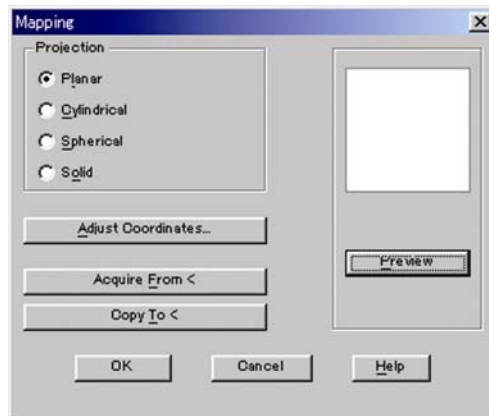 Mapping
Projection
Planar
Cylindrical
Spherical
Solid
Adjust Coordinates...
Acquire From <
Copy To <
Preview
OK
Cancel
Help